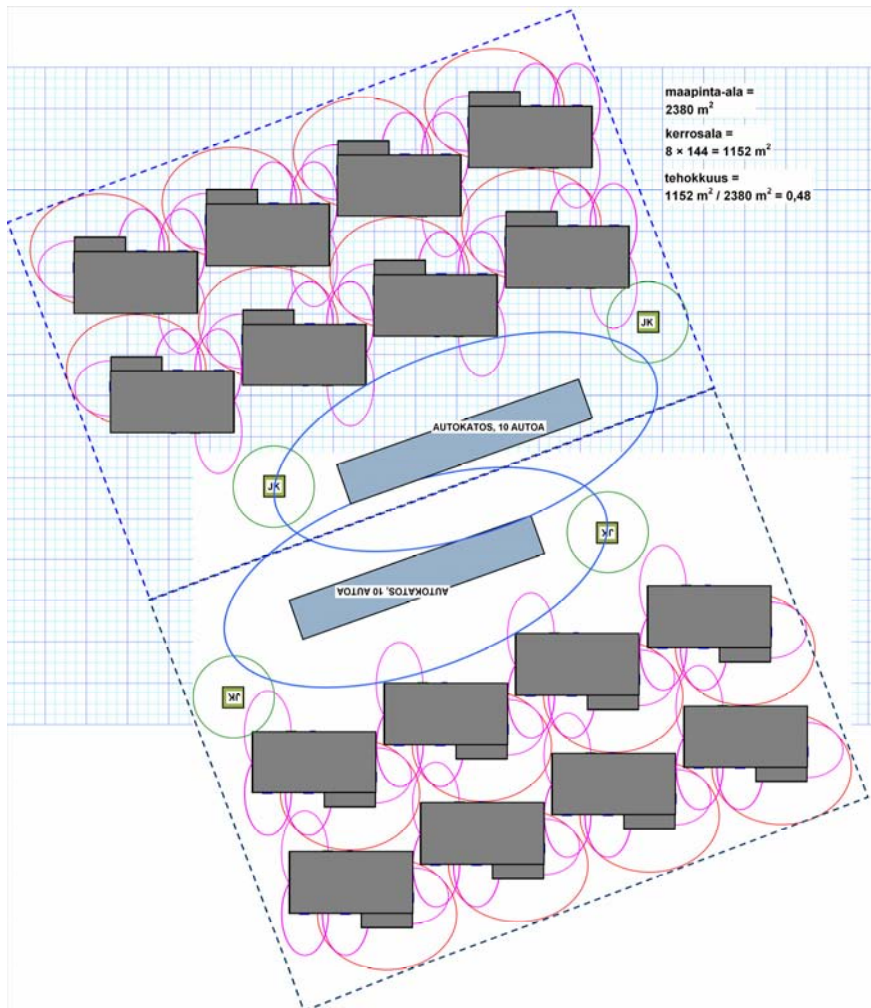 maapinta-ala =
2380 m²
kerrosala =
8 × 144 = 1152 m²
tehokkuus =
1152 m² / 2380 m² = 0,48
JK
AUTOKATOS, 10 AUTOA
JK
JK
AUTOKATOS, 10 AUTOA
JK